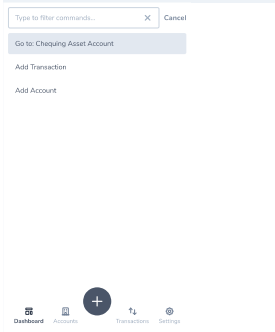 Type to filter commands...
Cancel
Go to: Chequing Asset Account
Add Transaction
Add Account
Dashboard
Accounts
Transactions
Settings